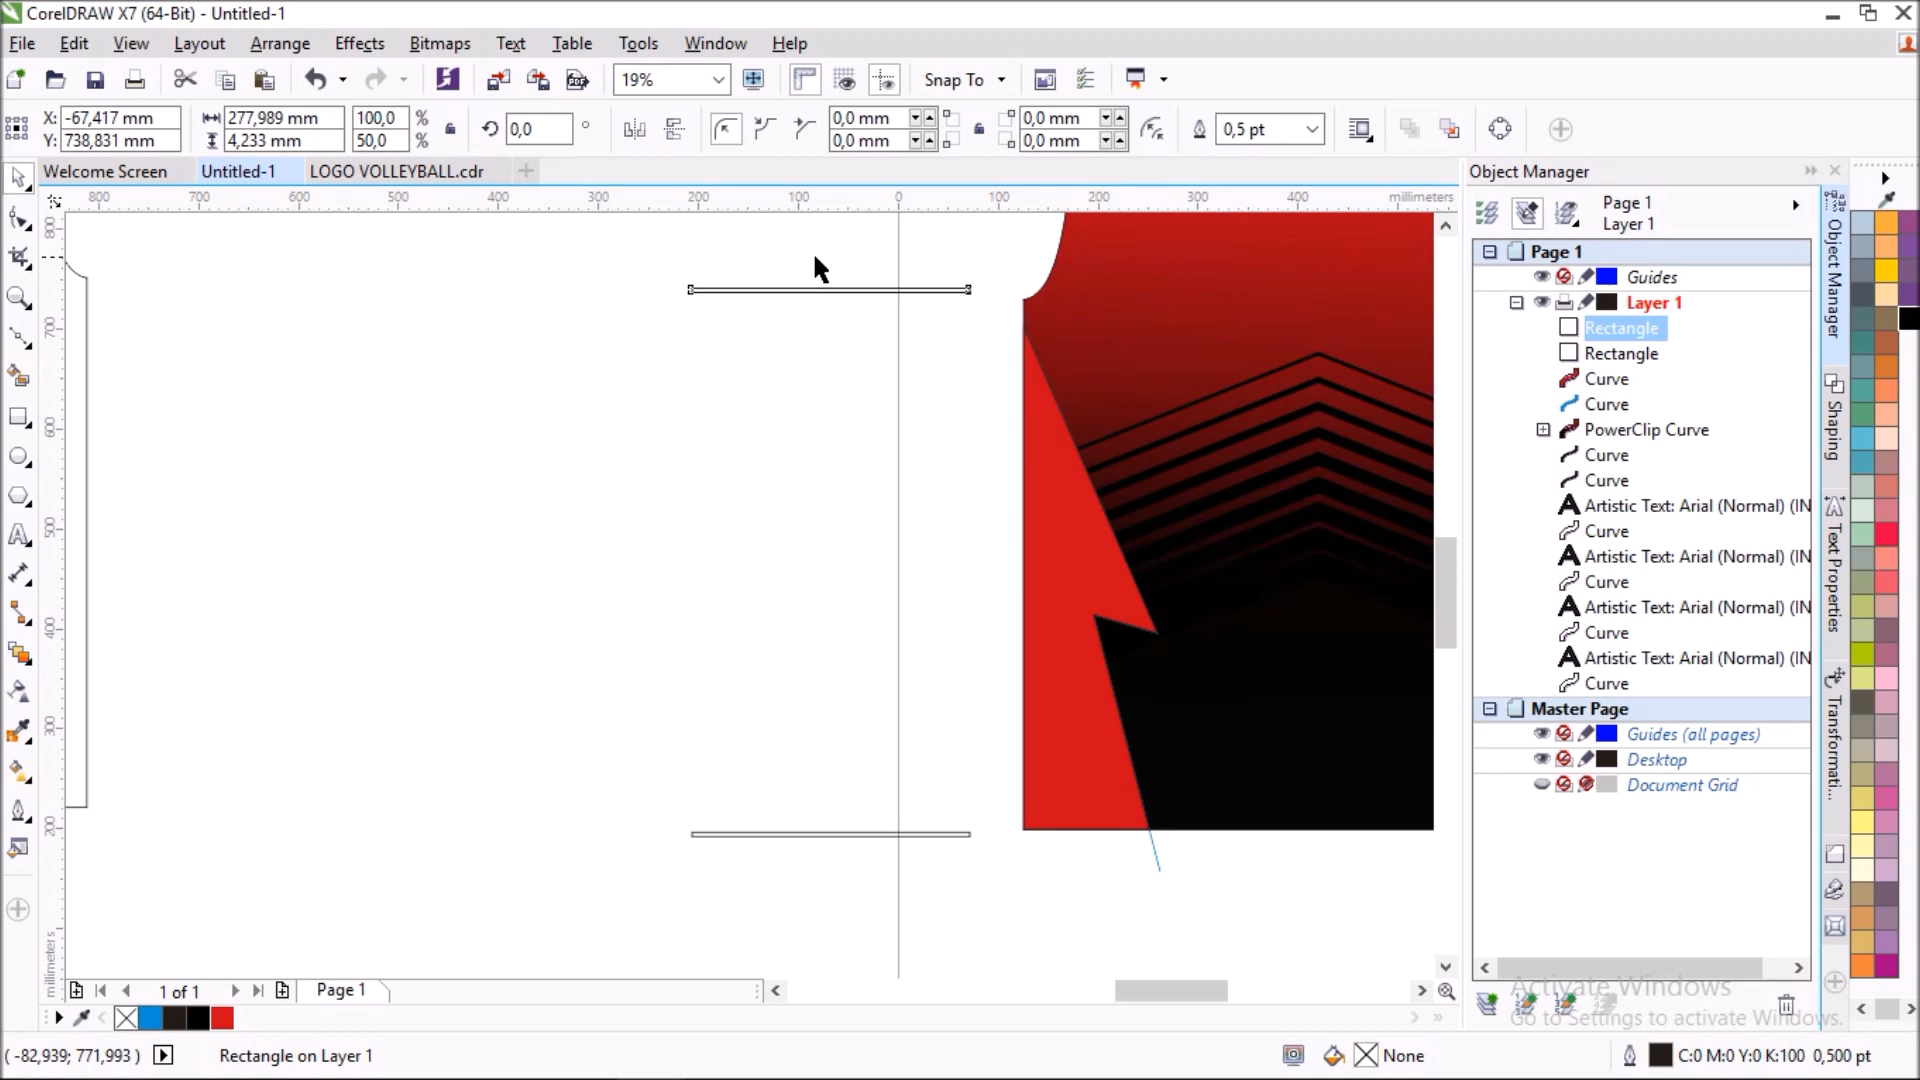 CorelDRAW X7 (64-Bit) - Untitled-1
File Edit View Layout Arrange Effects Bitmaps Text Table Tools Window Help
19% Snap To
X: -67,417 mm 277,989 mm 100,0 % 0,0 ° 0,0 mm 0,0 mm 0,5 pt
Y: 738,831 mm 4,233 mm 50,0 % 0,0 mm 0,0 mm
Welcome Screen Untitled-1 LOGO VOLLEYBALL.cdr
800 700 600 500 400 300 200 100 0 100 200 300 400 millimeters
800
700
600
500
400
300
200
millimeters
Object Manager
Page 1
Layer 1
Page 1
Guides
Layer 1
Rectangle
Rectangle
Curve
Curve
PowerClip Curve
Curve
Curve
Artistic Text: Arial (Normal) (IN
Curve
Artistic Text: Arial (Normal) (IN
Curve
Artistic Text: Arial (Normal) (IN
Curve
Artistic Text: Arial (Normal) (IN
Curve
Master Page
Guides (all pages)
Desktop
Document Grid
Object Manager
Shaping
Text Properties
Transformati...
Activate Windows
Go to Settings to activate Windows.
1 of 1 Page 1
( -82,939; 771,993 ) Rectangle on Layer 1 None C:0 M:0 Y:0 K:100 0,500 pt